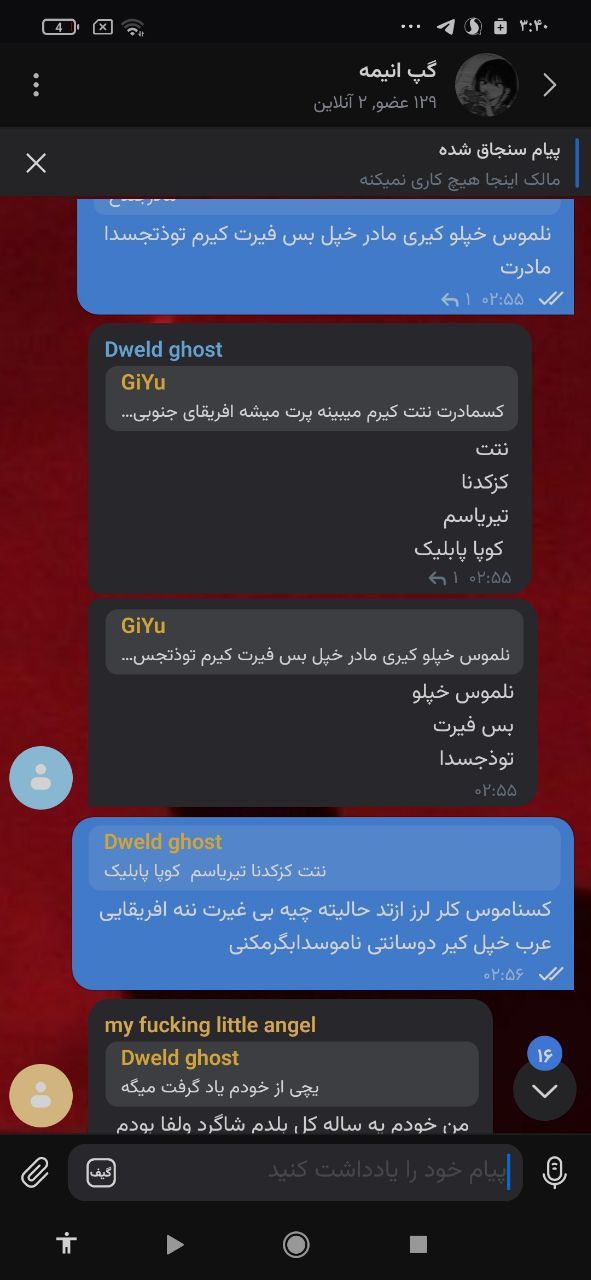 4
۳:۴۰
گپ انیمه
۱۲۹ عضو, ۲ آنلاین
پیام سنجاق شده
مالک اینجا هیچ کاری نمیکنه
نلموس خپلو کیری مادر خپل بس فیرت کیرم توذتجسدا
مادرت
۱ ۰۲:۵۵
Dweld ghost
GiYu
کسمادرت نتت کیرم میبینه پرت میشه افریقای جنوبی...
نتت
کزکدنا
تیریاسم
کوپا پابلیک
۱ ۰۲:۵۵
GiYu
نلموس خپلو کیری مادر خپل بس فیرت کیرم توذتجس...
نلموس خپلو
بس فیرت
توذجسدا
۰۲:۵۵
Dweld ghost
نتت کزکدنا تیریاسم کوپا پابلیک
کسناموس کلر لرز ازتد حالیته چیه بی غیرت ننه افریقایی
عرب خپل کیر دوسانتی ناموسدابگرمکنی
۰۲:۵۶
my fucking little angel
Dweld ghost
یچی از خودم یاد گرفت میگه
من خودم یه ساله کل بلدم شاگرد ولفا بودم
۱۶
پیام خود را یادداشت کنید
گیف